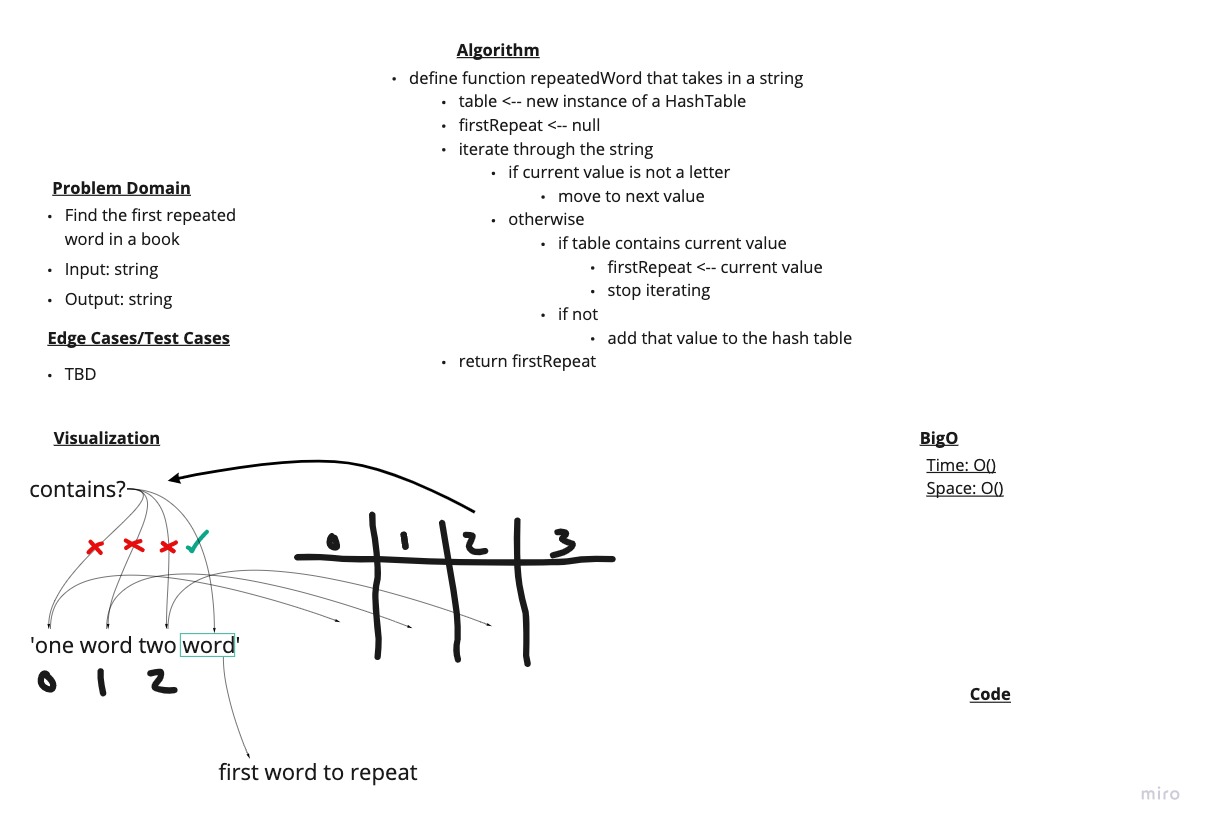 Algorithm
• define function repeatedWord that takes in a string
• table <-- new instance of a HashTable
• firstRepeat <-- null
• iterate through the string
• if current value is not a letter
• move to next value
• otherwise
• if table contains current value
• firstRepeat <-- current value
• stop iterating
• if not
• add that value to the hash table
• return firstRepeat
Problem Domain
• Find the first repeated
word in a book
• Input: string
• Output: string
Edge Cases/Test Cases
• TBD
Visualization
contains?
0 1 2 3
'one word two word'
0 1 2
first word to repeat
BigO
Time: O()
Space: O()
Code
miro